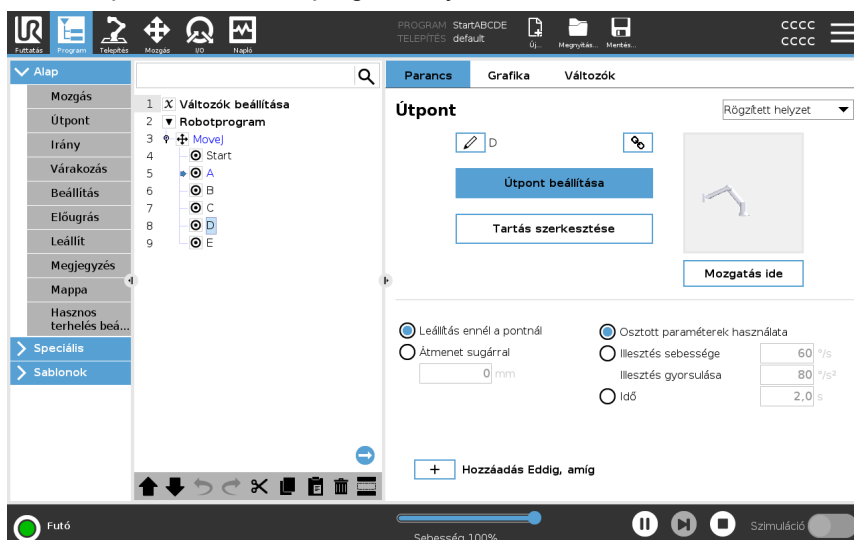 PROGRAM StartABCDE
TELEPÍTÉS default
CCCC
CCCC
UR
Futtatás
Program
Telepítés
Mozgás
I/O
Napló
Új...
Megnyitás...
Mentés...
Alap
Mozgás
Útpont
Irány
Várakozás
Beállítás
Előugrás
Leállít
Megjegyzés
Mappa
Hasznos
terhelés beá...
Speciális
Sablonok
1 X Változók beállítása
2 Robotprogram
3 MoveJ
4 Start
5 A
6 B
7 C
8 D
9 E
Parancs
Grafika
Változók
Útpont
Rögzített helyzet
D
Útpont beállítása
Tartás szerkesztése
Mozgatás ide
Leállítás ennél a pontnál
Átmenet sugárral
0 mm
Osztott paraméterek használata
Illesztés sebessége 60 °/s
Illesztés gyorsulása 80 °/s²
Idő 2,0 s
+ Hozzáadás Eddig, amíg
Futó
Sebesség 100%
Szimuláció